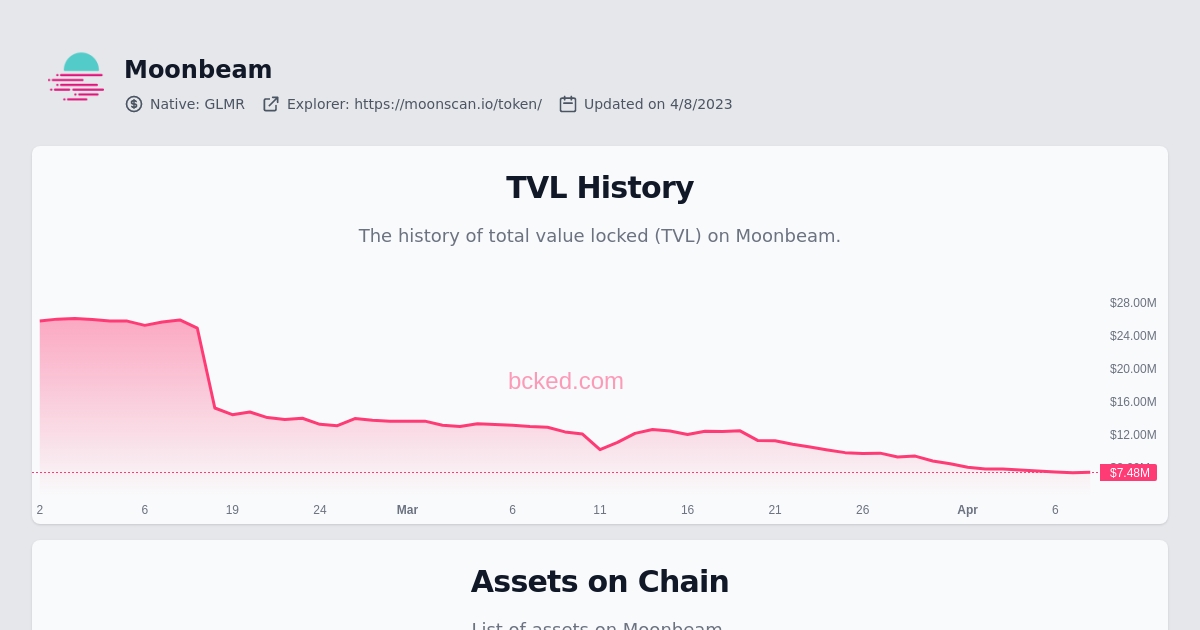 Moonbeam
Native: GLMR Explorer: https://moonscan.io/token/ Updated on 4/8/2023
TVL History
The history of total value locked (TVL) on Moonbeam.
$28.00M
$24.00M
$20.00M
bcked.com
$16.00M
$12.00M
$7.48M
2 6 19 24 Mar 6 11 16 21 26 Apr 6
Assets on Chain
List of assets on Moonbeam.